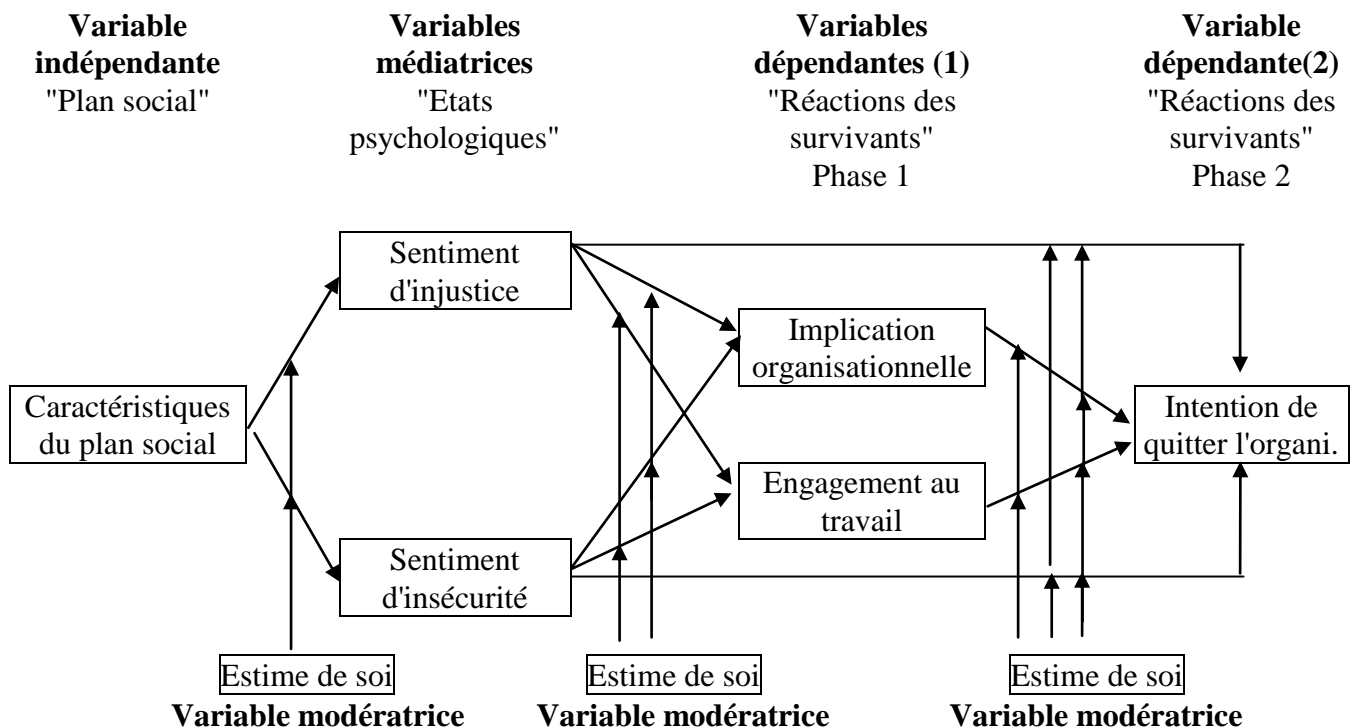 Variable
indépendante
"Plan social"
Variables
médiatrices
"Etats
psychologiques"
Variables
dépendantes (1)
"Réactions des
survivants"
Phase 1
Variable
dépendante(2)
"Réactions des
survivants"
Phase 2
Sentiment
d'injustice
Implication
organisationnelle
Caractéristiques
du plan social
Intention de
quitter l'organi.
Engagement au
travail
Sentiment
d'insécurité
Estime de soi
Variable modératrice
Estime de soi
Variable modératrice
Estime de soi
Variable modératrice